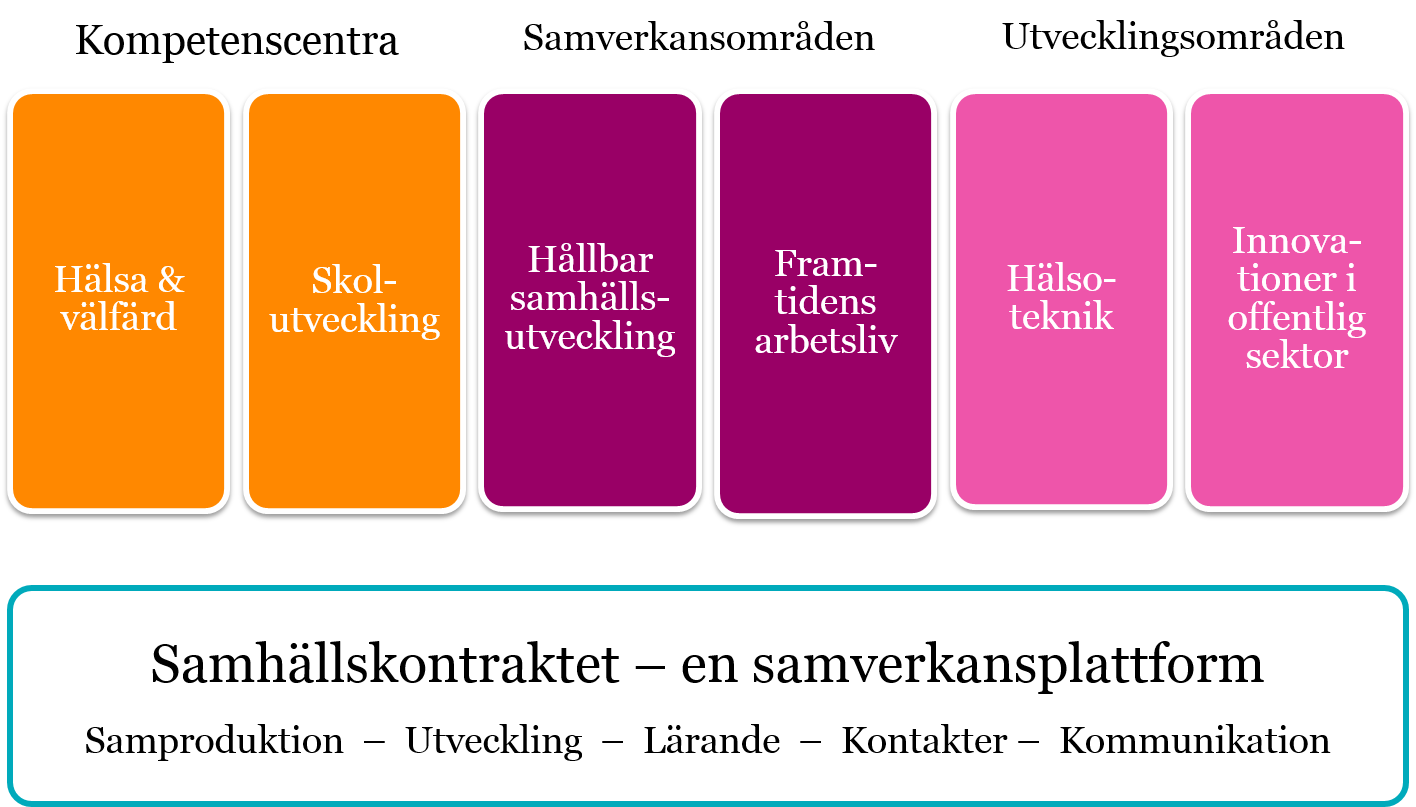 Kompetenscentra
Samverkansområden
Utvecklingsområden
Hälsa &
välfärd
Skol-
utveckling
Hållbar
samhälls-
utveckling
Fram-
tidens
arbetsliv
Hälso-
teknik
Innova-
tioner i
offentlig
sektor
Samhällskontraktet – en samverkansplattform
Samproduktion – Utveckling – Lärande – Kontakter – Kommunikation